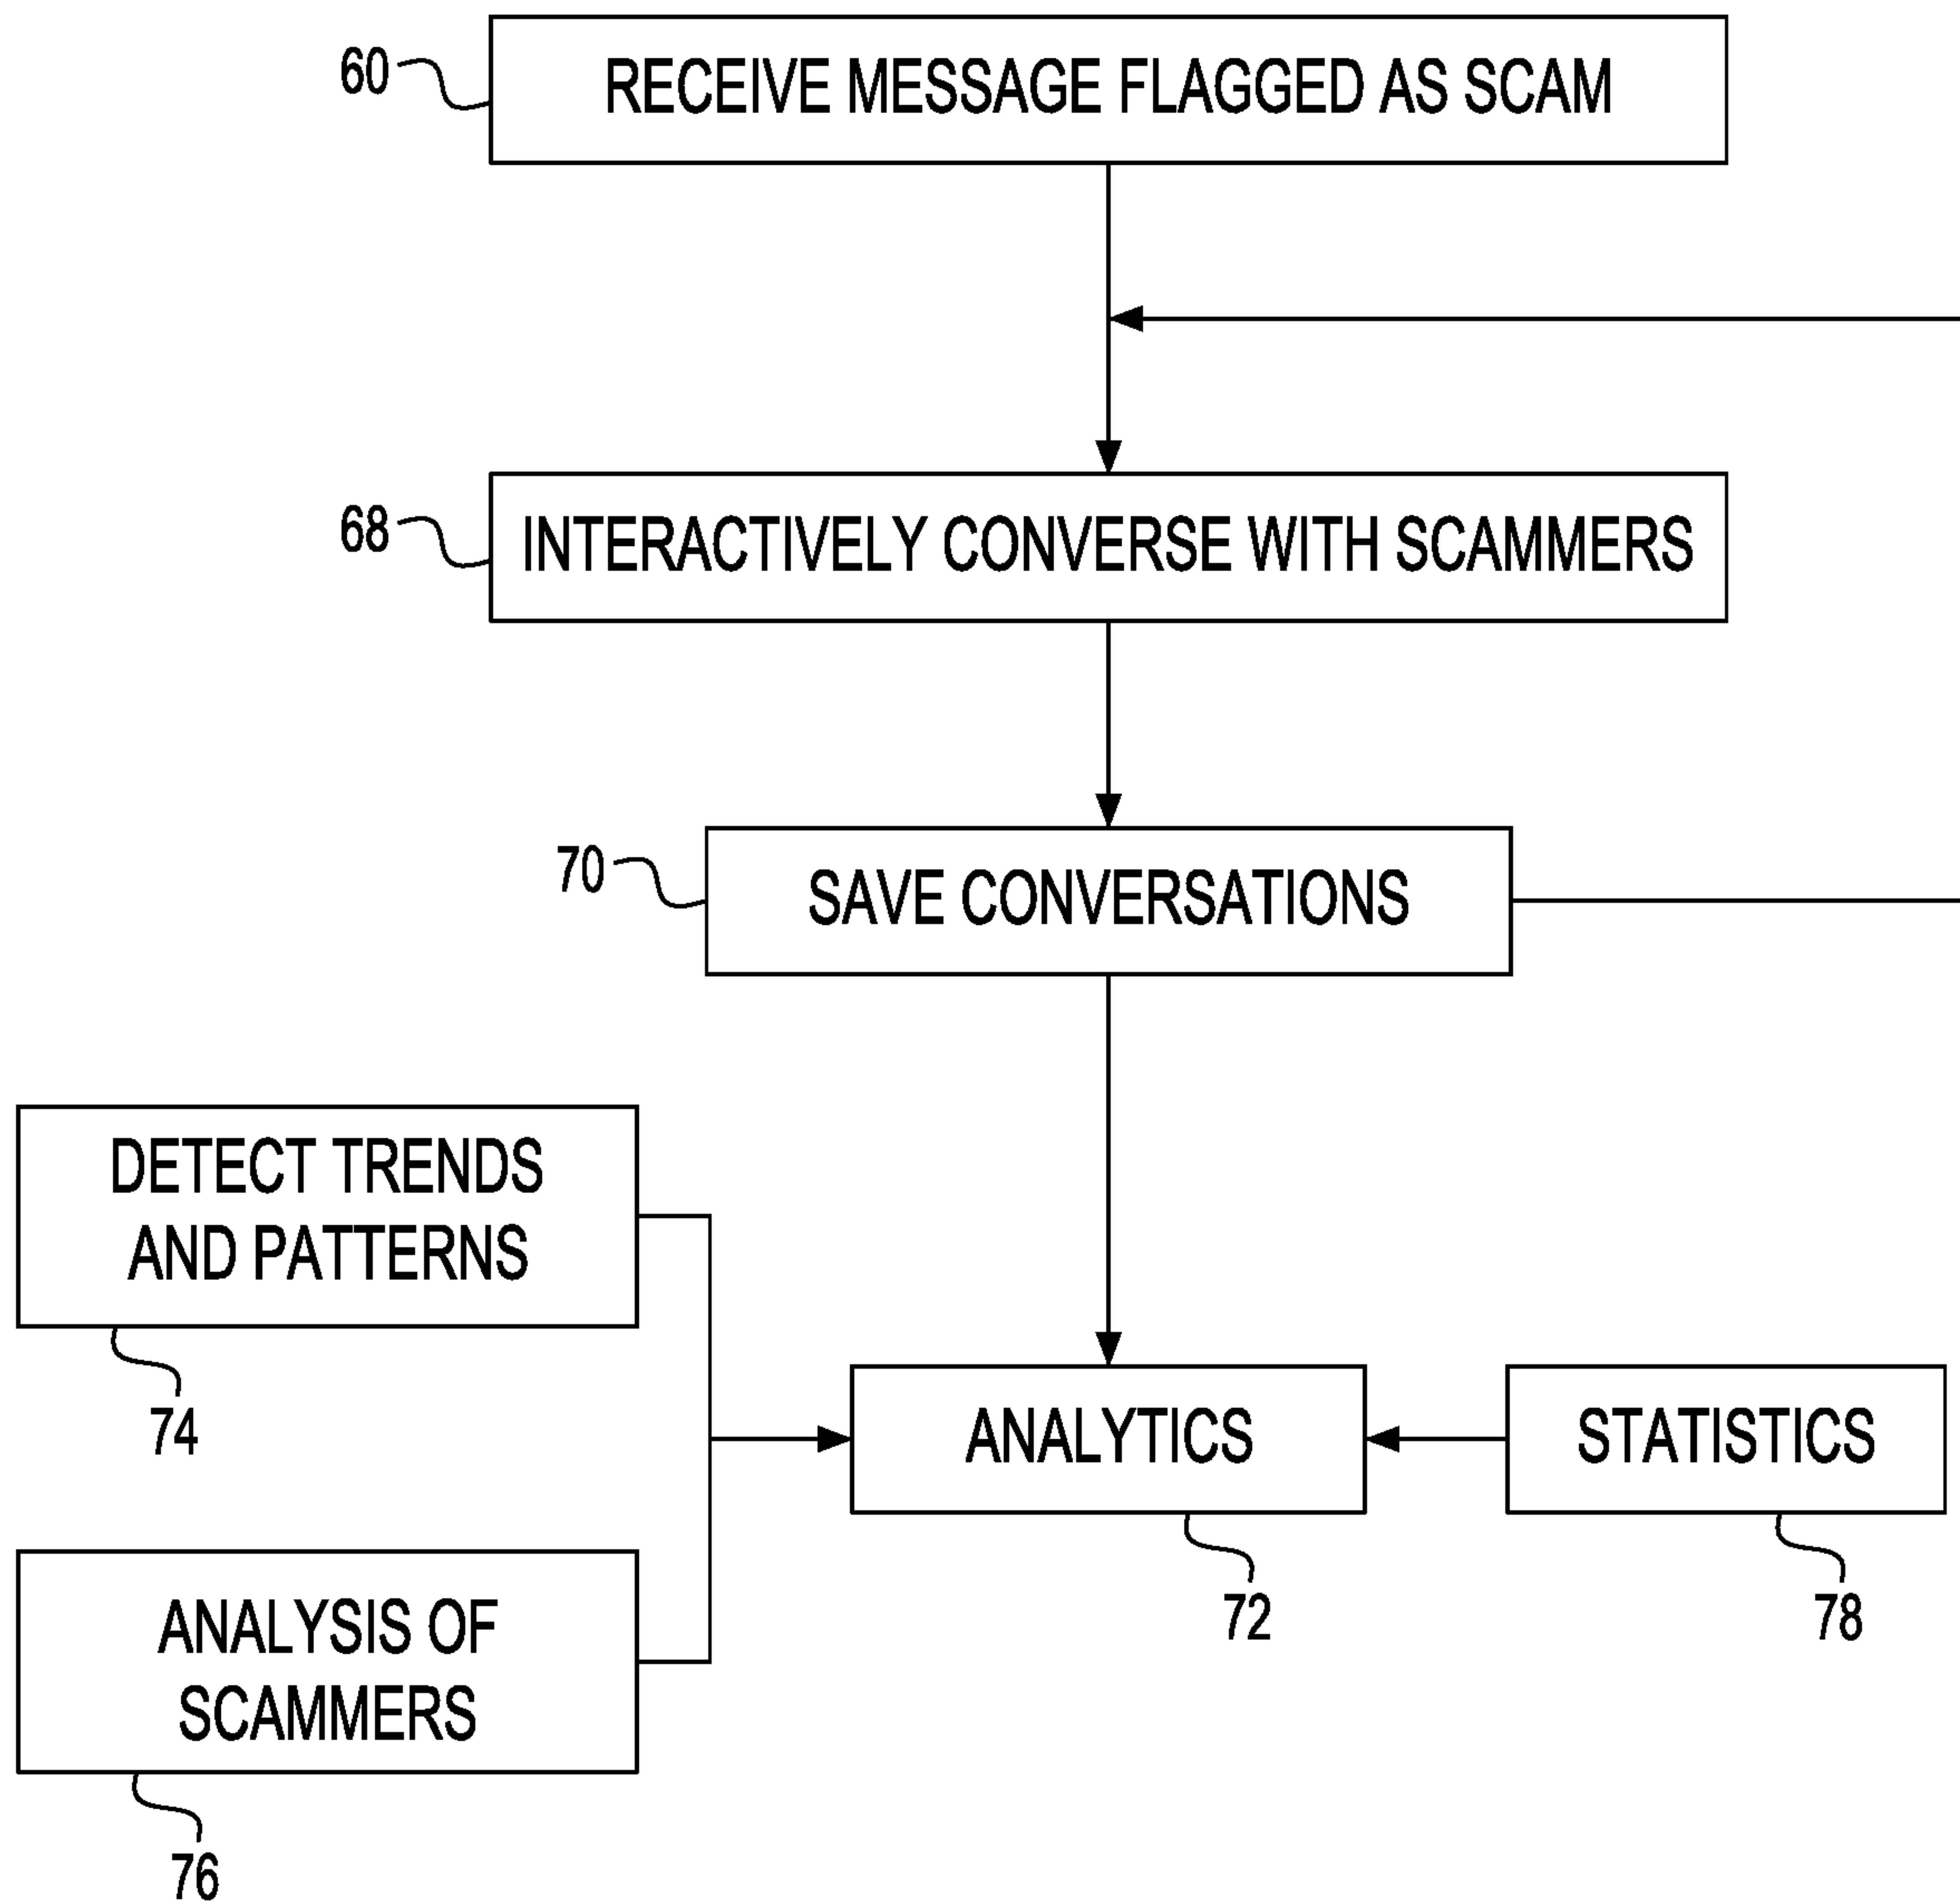 60
RECEIVE MESSAGE FLAGGED AS SCAM
68
INTERACTIVELY CONVERSE WITH SCAMMERS
70
SAVE CONVERSATIONS
DETECT TRENDS
AND PATTERNS
74
ANALYTICS
72
STATISTICS
78
ANALYSIS OF
SCAMMERS
76